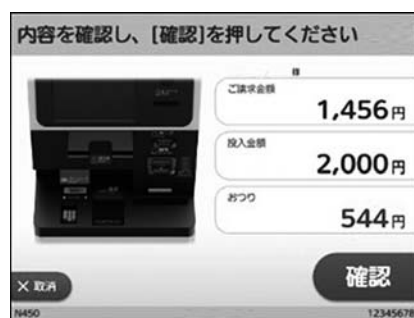 内容を確認し、[確認]を押してください
様
ご請求金額
1,456円
投入金額
2,000円
おつり
544円
× 取消
確認
N450
12345678